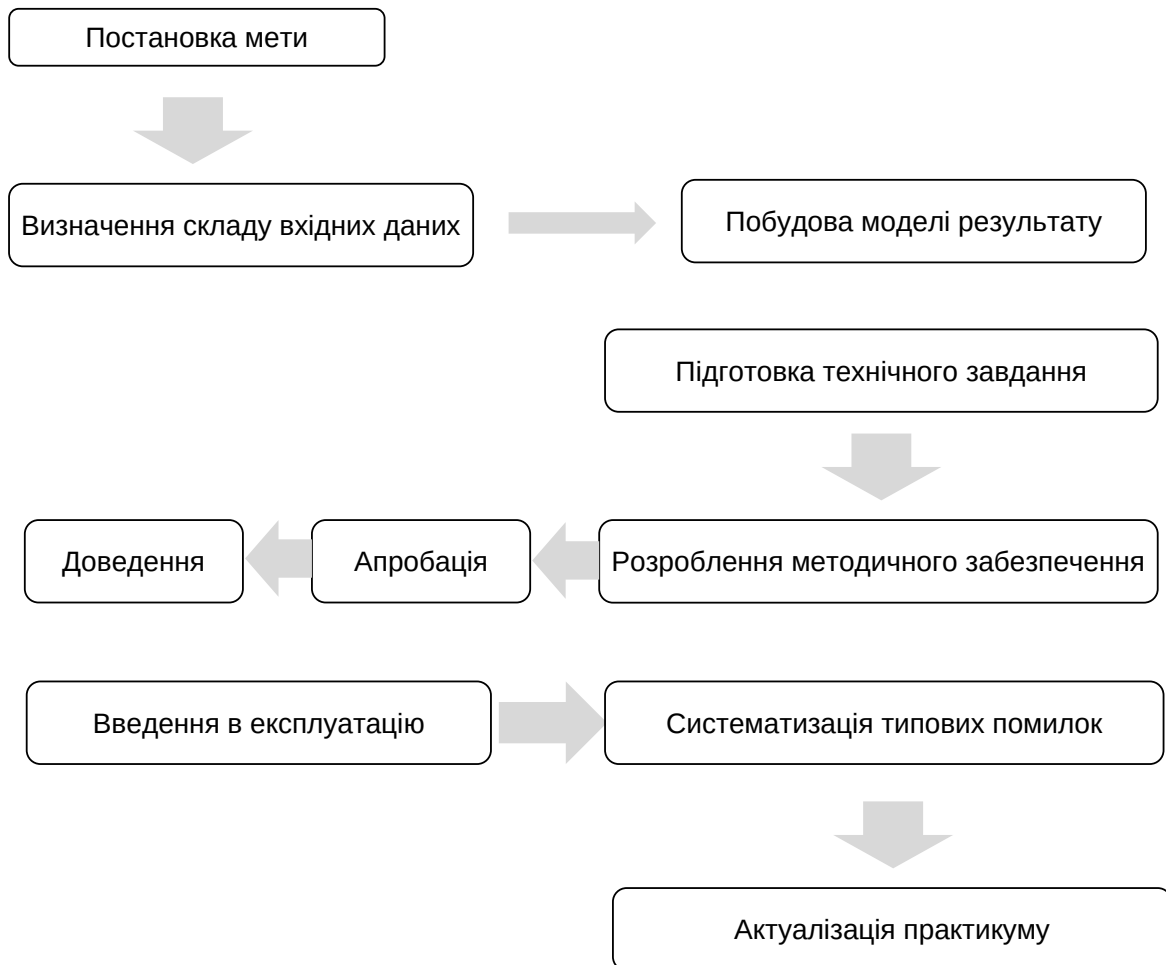 Постановка мети
Визначення складу вхідних даних
Побудова моделі результату
Підготовка технічного завдання
Розроблення методичного забезпечення
Апробація
Доведення
Введення в експлуатацію
Систематизація типових помилок
Актуалізація практикуму